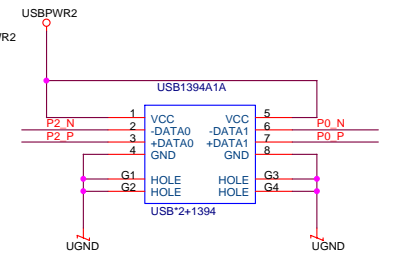 USBPWR2
WR2
USB1394A1A
1 VCC VCC 5
P2_N 2 -DATA0 -DATA1 6 P0_N
P2_P 3 +DATA0 +DATA1 7 P0_P
4 GND GND 8
G1 HOLE HOLE G3
G2 HOLE HOLE G4
USB*2+1394
UGND UGND